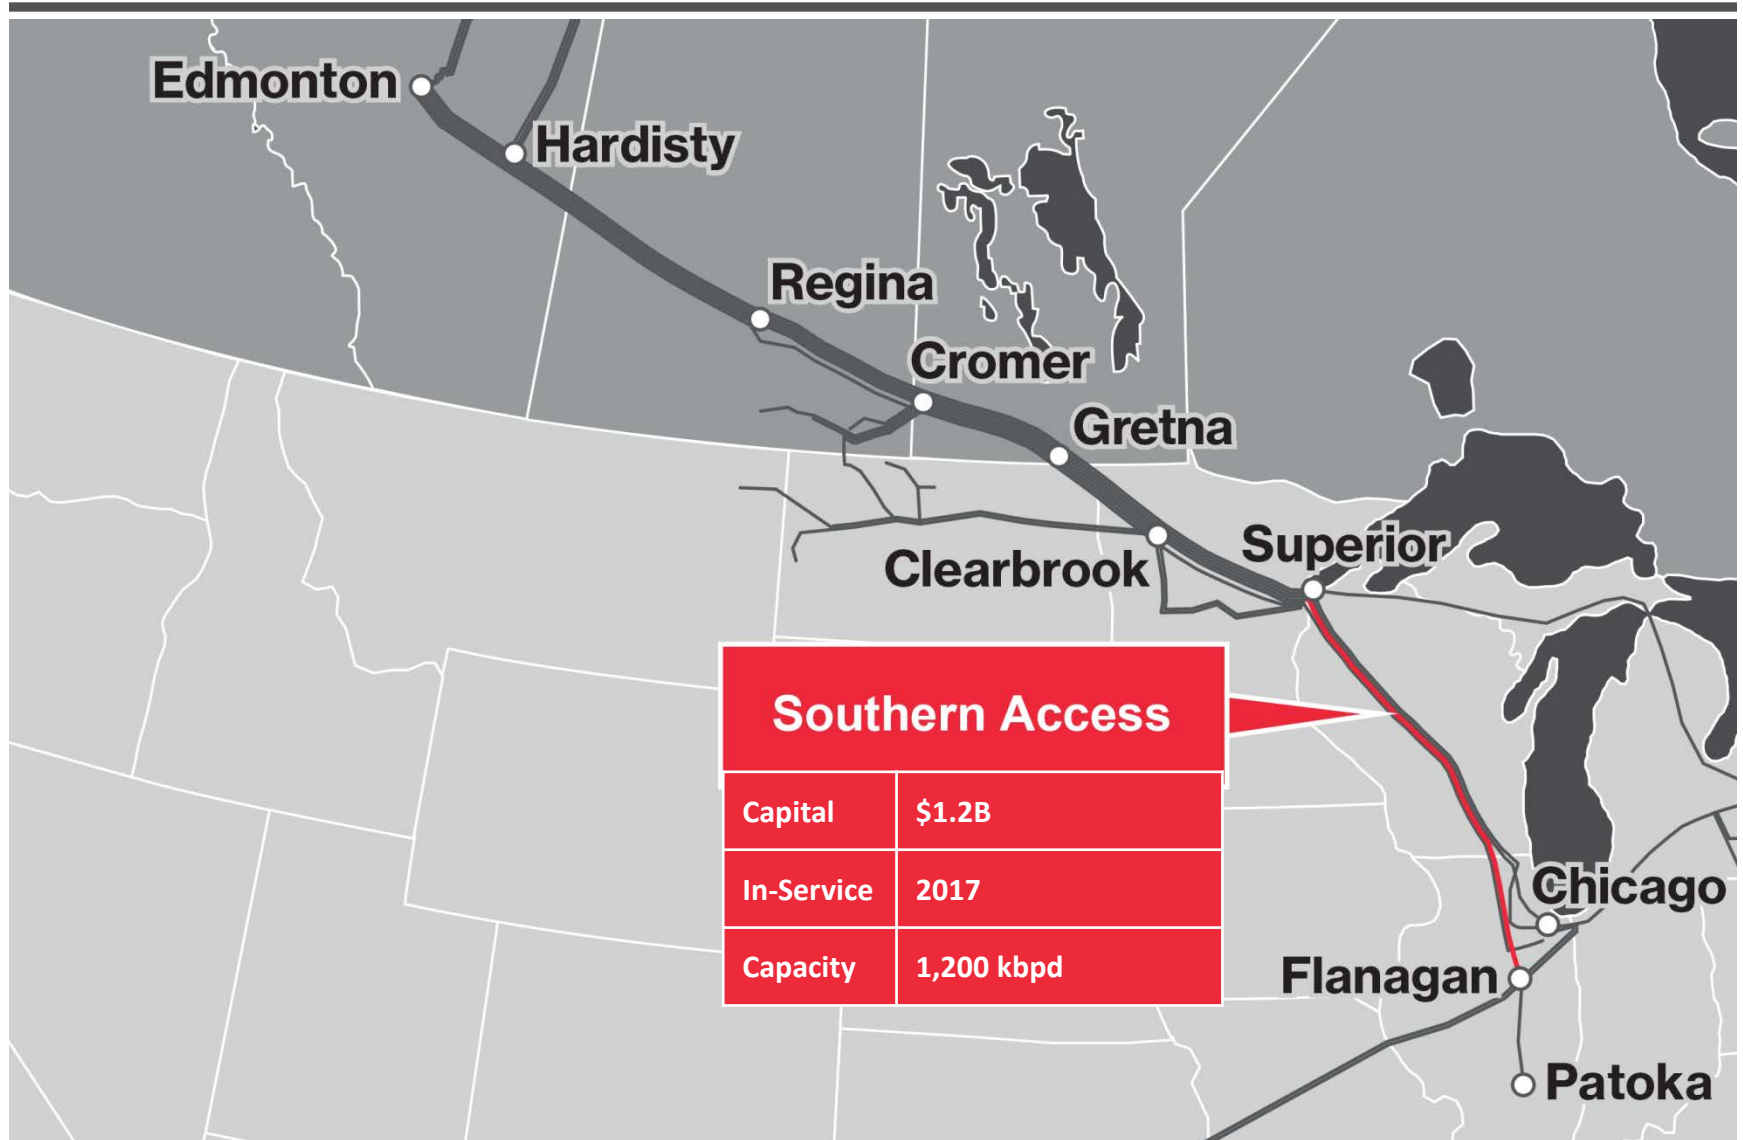 Edmonton
Hardisty
Regina
Cromer
Gretna
Superior
Clearbrook
Southern Access
Capital $1.2B
In-Service 2017
Capacity 1,200 kbpd
Chicago
Flanagan
Patoka